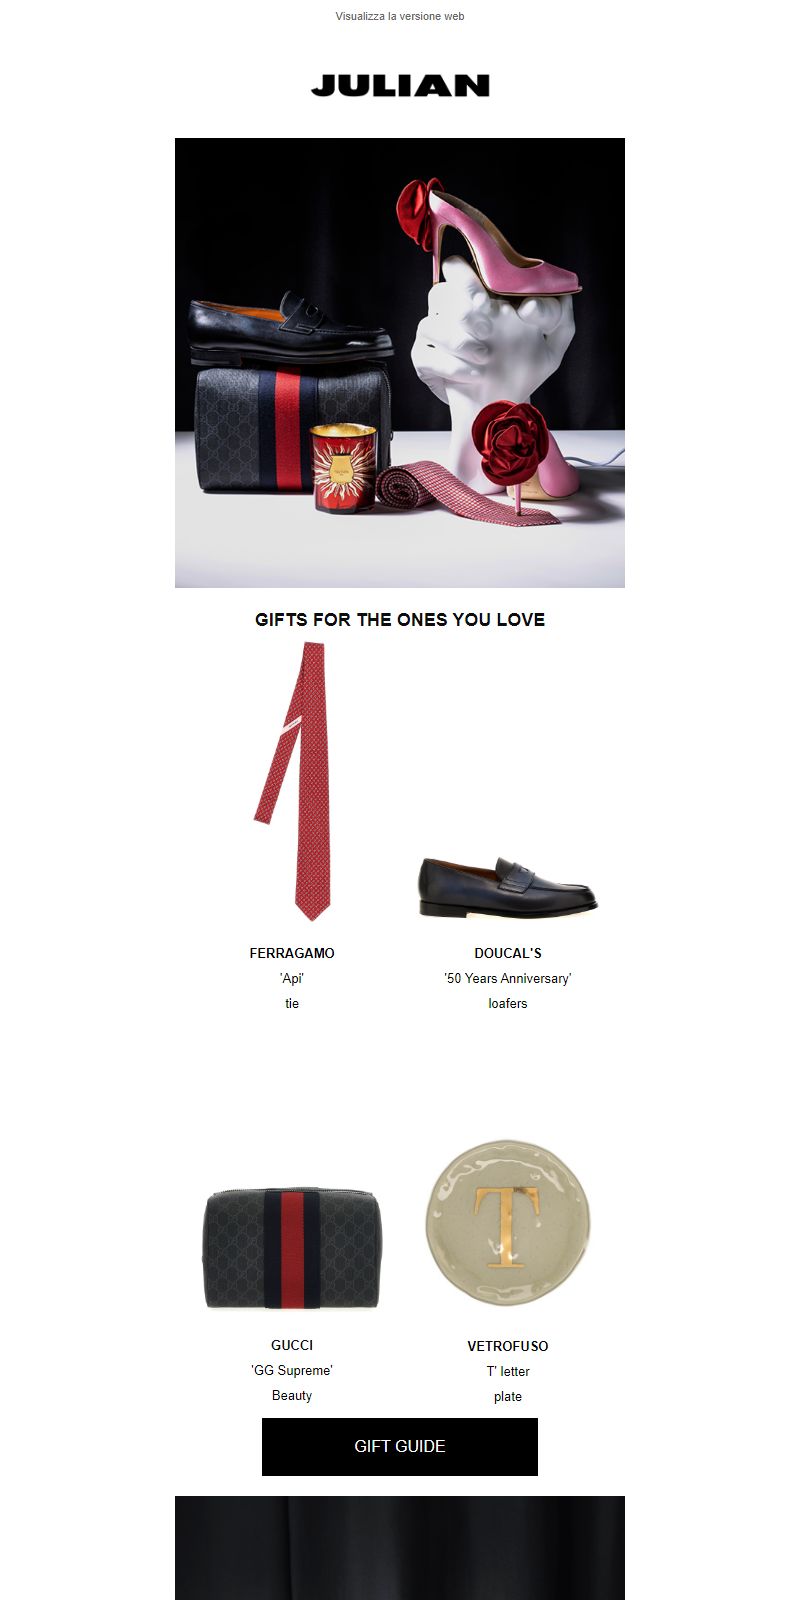 Visualizza la versione web
JULIAN
GIFTS FOR THE ONES YOU LOVE
FERRAGAMO
'Api'
tie
DOUCAL'S
'50 Years Anniversary'
loafers
GUCCI
'GG Supreme'
Beauty
T
VETROFUSO
T' letter
plate
GIFT GUIDE